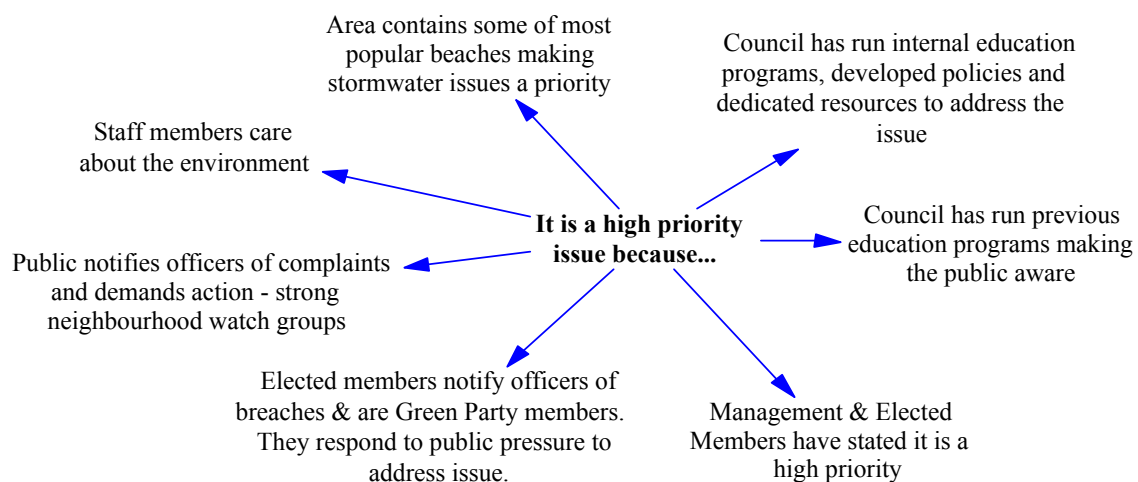 Area contains some of most
popular beaches making
stormwater issues a priority
Council has run internal education
programs, developed policies and
dedicated resources to address the
issue
Staff members care
about the environment
It is a high priority
issue because...
Council has run previous
education programs making
the public aware
Public notifies officers of complaints
and demands action - strong
neighbourhood watch groups
Elected members notify officers of
breaches & are Green Party members.
They respond to public pressure to
address issue.
Management & Elected
Members have stated it is a
high priority